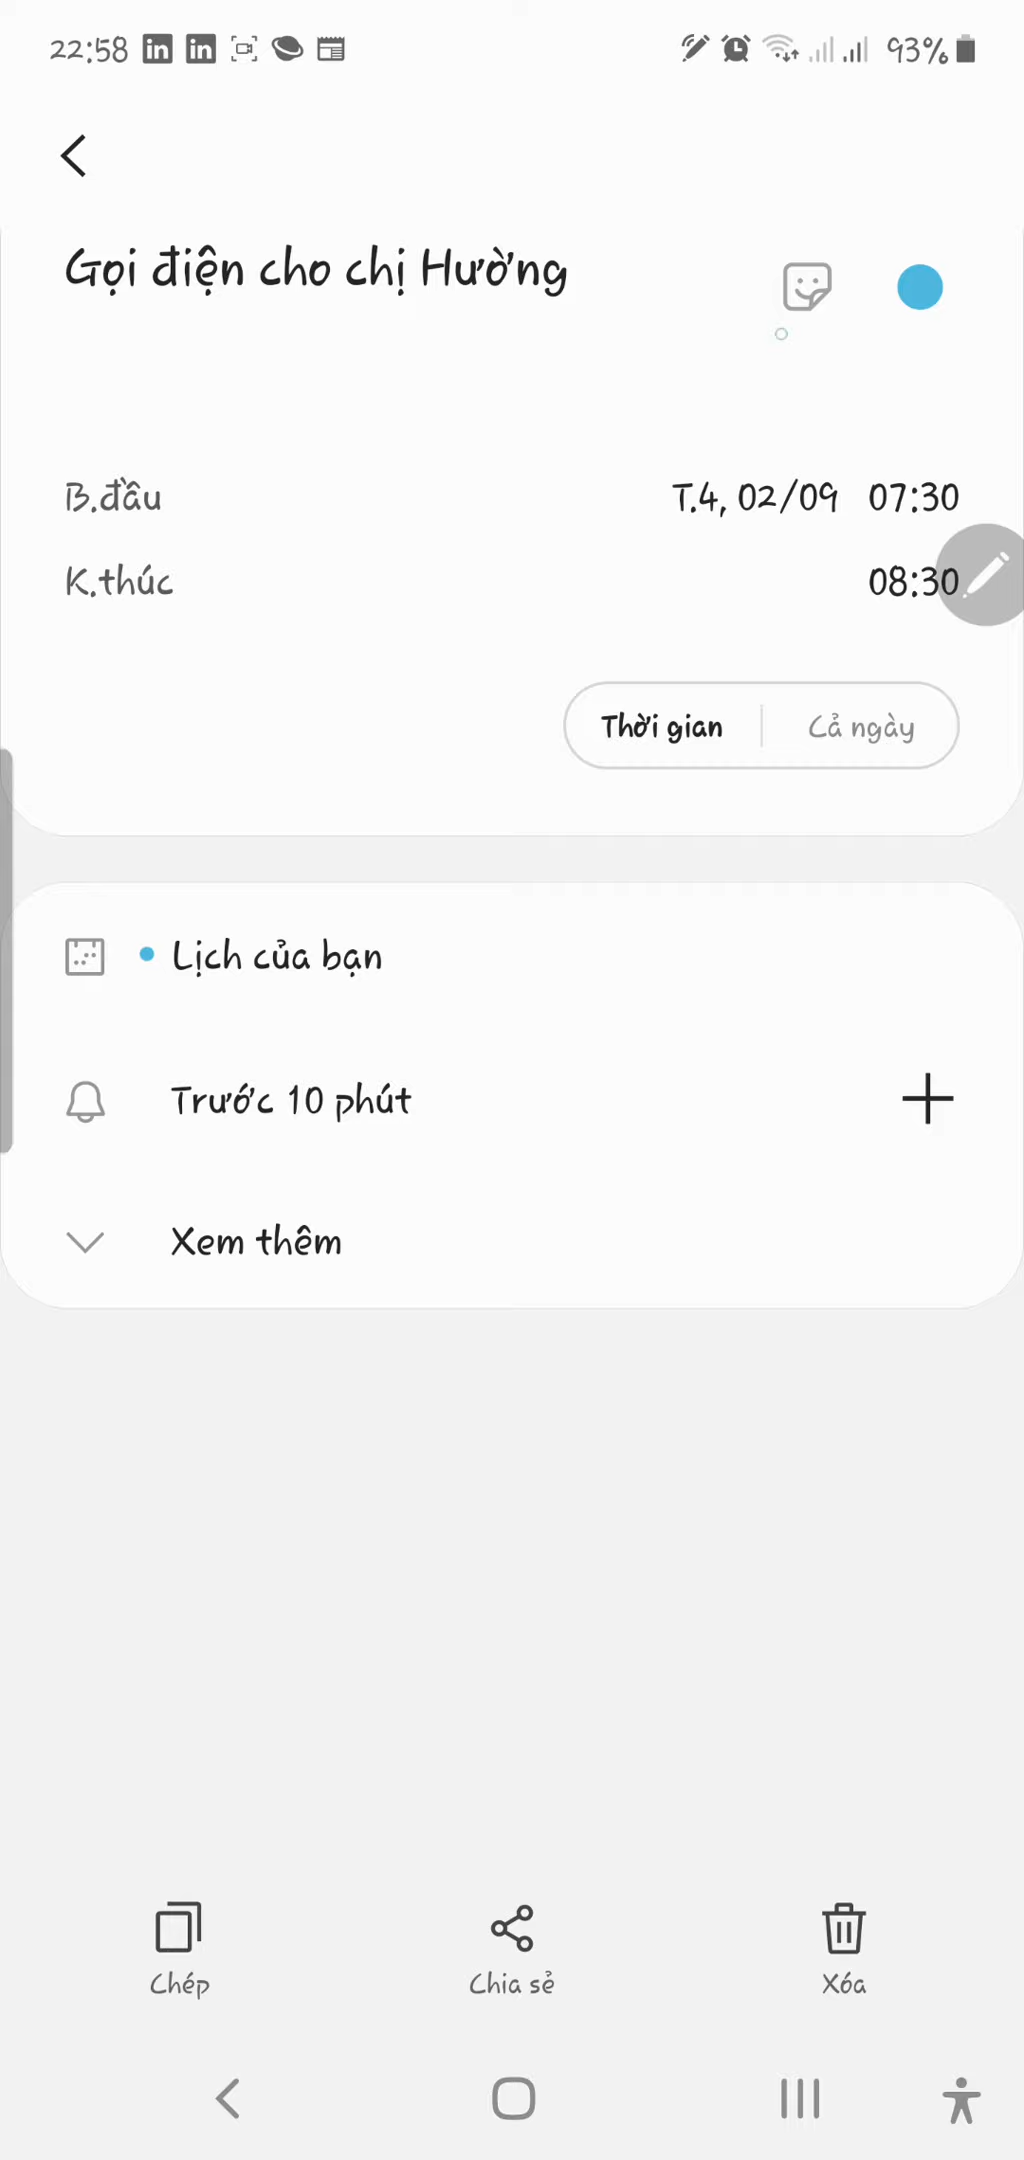 22:58 93%
Gọi điện cho chị Hường
B.đầu T.4, 02/09 07:30
K.thúc 08:30
Thời gian Cả ngày
Lịch của bạn
Trước 10 phút
Xem thêm
Chép Chia sẻ Xóa